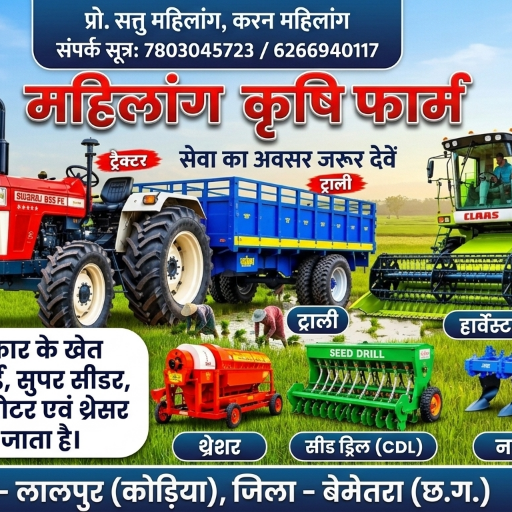 प्रो. सत्तु महिलांग, करन महिलांग
संपर्क सूत्र: 7803045723 / 6266940117
महिलांग कृषि फार्म
ट्रैक्टर
सेवा का अवसर जरूर देवें
ट्राली
SWARAJ 855 FE
CLAAS
ट्राली
हार्वेस्ट
कार के खेत
ई, सुपर सीडर,
ोटर एवं थ्रेसर
जाता है।
SEED DRILL
थ्रेशर
सीड ड्रिल (CDL)
– लालपुर (कोड़िया), जिला – बेमेतरा (छ.ग.)